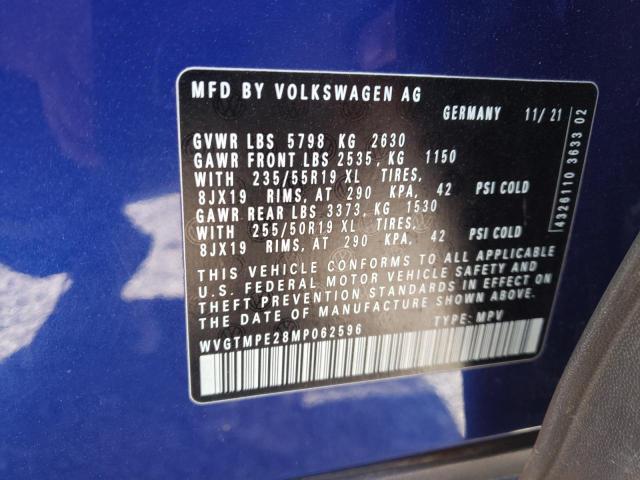 MFD BY VOLKSWAGEN AG
GERMANY 11/21
GVWR LBS 5798 KG 2630
GAWR FRONT LBS 2535, KG 1150
WITH 235/55R19 XL TIRES,
8JX19 RIMS, AT 290 KPA, 42 PSI COLD
GAWR REAR LBS 3373, KG 1530
WITH 255/50R19 XL TIRES,
8JX19 RIMS, AT 290 KPA, 42 PSI COLD
THIS VEHICLE CONFORMS TO ALL APPLICABLE
U.S. FEDERAL MOTOR VEHICLE SAFETY AND
THEFT PREVENTION STANDARDS IN EFFECT ON
THE DATE OF MANUFACTURE SHOWN ABOVE.
WVGTMPE28MP062596 TYPE: MPV
4326110 3633 02